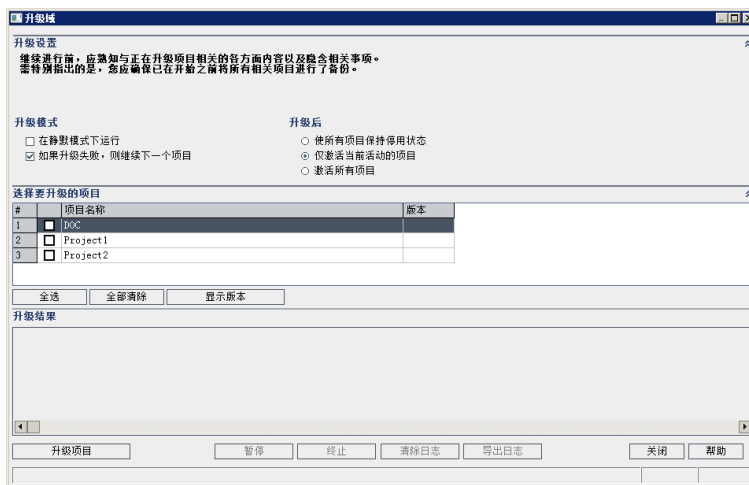 升级域
升级设置
继续进行前，应熟知与正在升级项目相关的各方面内容以及隐含相关事项。
需特别指出的是，您应确保已在开始之前将所有相关项目进行了备份。
升级模式
在静默模式下运行
如果升级失败，则继续下一个项目
升级后
使所有项目保持停用状态
仅激活当前活动的项目
激活所有项目
选择要升级的项目
# 项目名称 版本
1 DOC
2 Project1
3 Project2
全选 全部清除 显示版本
升级结果
升级项目 暂停 终止 清除日志 导出日志 关闭 帮助